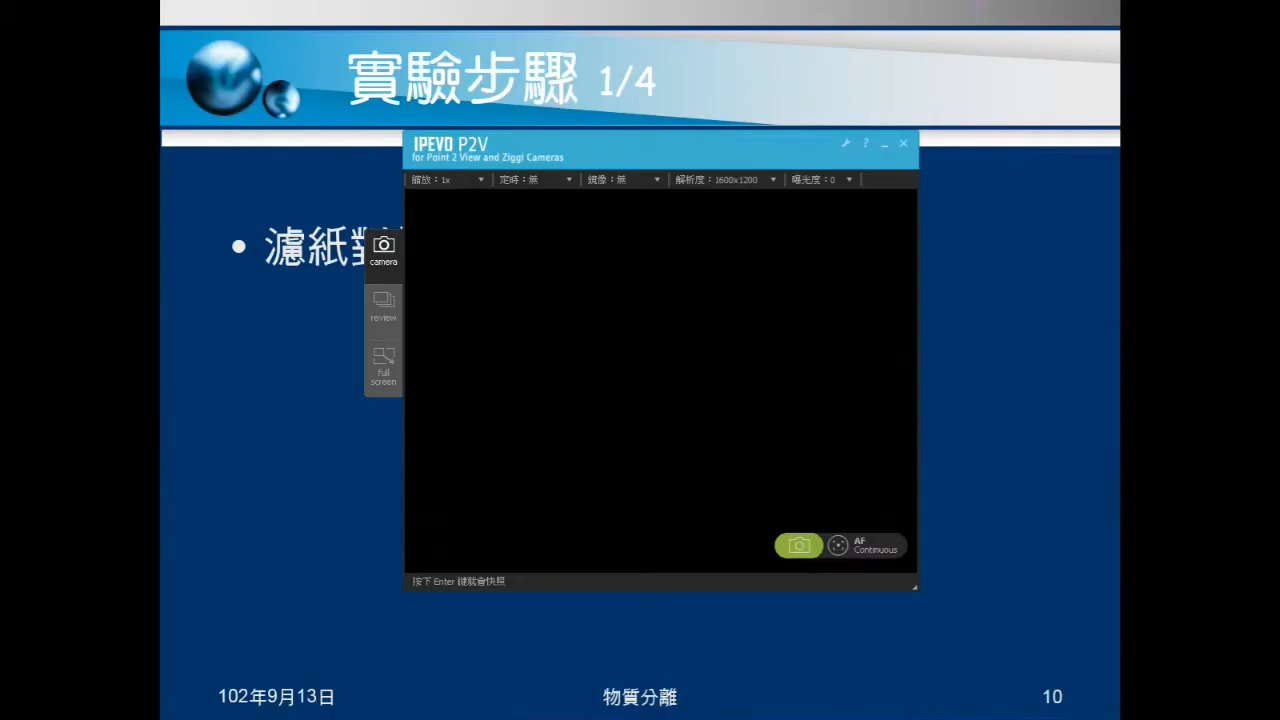 實驗步驟 1/4
IPEVO P2V
for Point 2 View and Ziggi Cameras
縮放：1x 定時：無 鏡像：無 解析度：1600x1200 曝光度：0
• 濾紙對
camera
review
Full
screen
AF
Continuous
按下 Enter 鍵就會快照
102年9月13日 物質分離 10